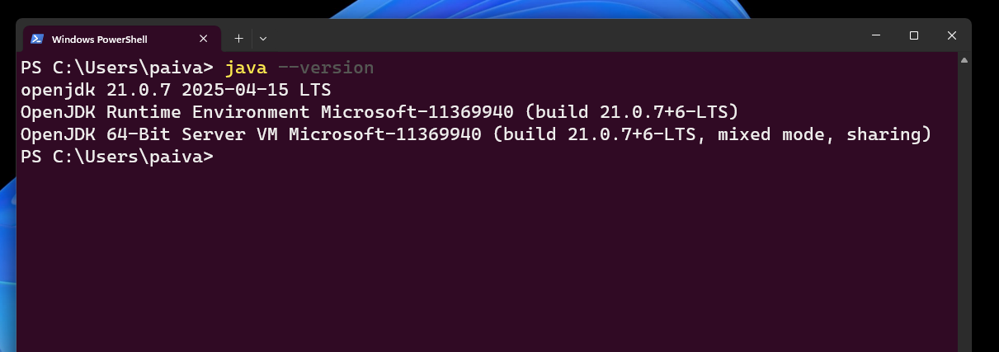 Windows PowerShell
PS C:\Users\paiva> java --version
openjdk 21.0.7 2025-04-15 LTS
OpenJDK Runtime Environment Microsoft-11369940 (build 21.0.7+6-LTS)
OpenJDK 64-Bit Server VM Microsoft-11369940 (build 21.0.7+6-LTS, mixed mode, sharing)
PS C:\Users\paiva>